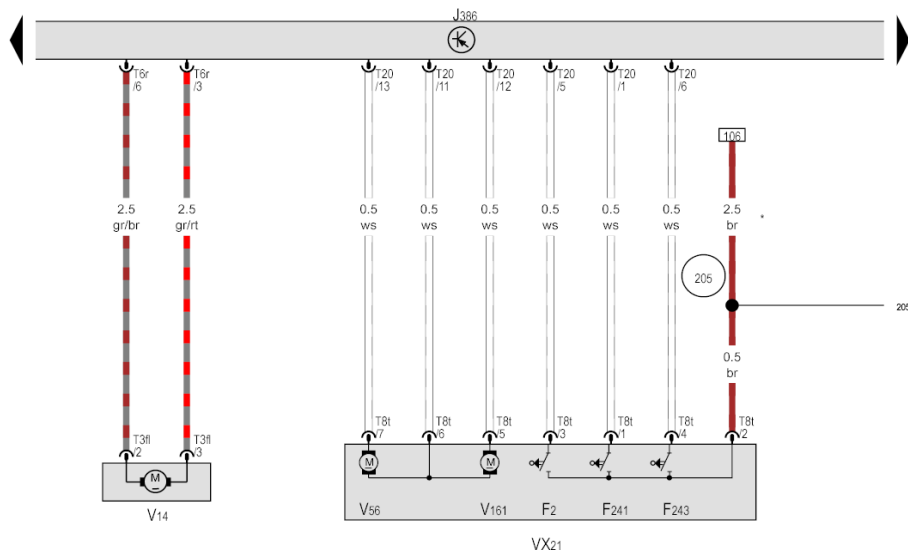 J386
T6r
/6
T6r
/3
T20
/13
T20
/11
T20
/12
T20
/5
T20
/1
T20
/6
106
2.5
gr/br
2.5
gr/rt
0.5
ws
0.5
ws
0.5
ws
0.5
ws
0.5
ws
0.5
ws
2.5
br
*
205
205
0.5
br
T3fl
/2
T3fl
/3
T8t
/7
T8t
/6
T8t
/5
T8t
/3
T8t
/1
T8t
/4
T8t
/2
M
M
M
V14
V56
V161
F2
F241
F243
VX21